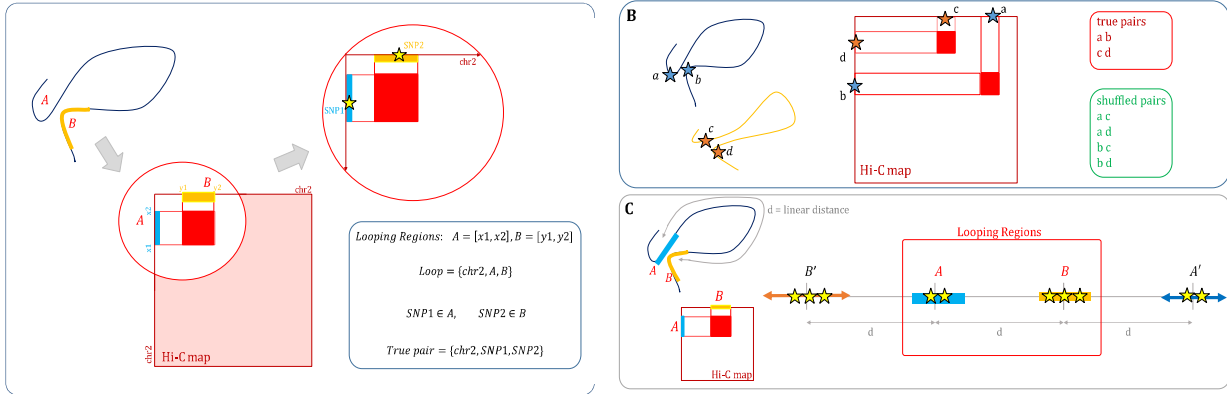 A
B
SNP2
chr2
SNP1
B
y1
y2
chr2
A
x2
x1
chr2
Hi-C map
Looping Regions: A = [x1, x2], B = [y1, y2]
Loop = {chr2, A, B}
SNP1 ∈ A, SNP2 ∈ B
True pair = {chr2, SNP1, SNP2}
B
a
b
c
d
c
a
d
b
Hi-C map
true pairs
a b
c d
shuffled pairs
a c
a d
b c
b d
C
d = linear distance
A
B
B
A
Hi-C map
Looping Regions
B′
A
B
A′
d
d
d